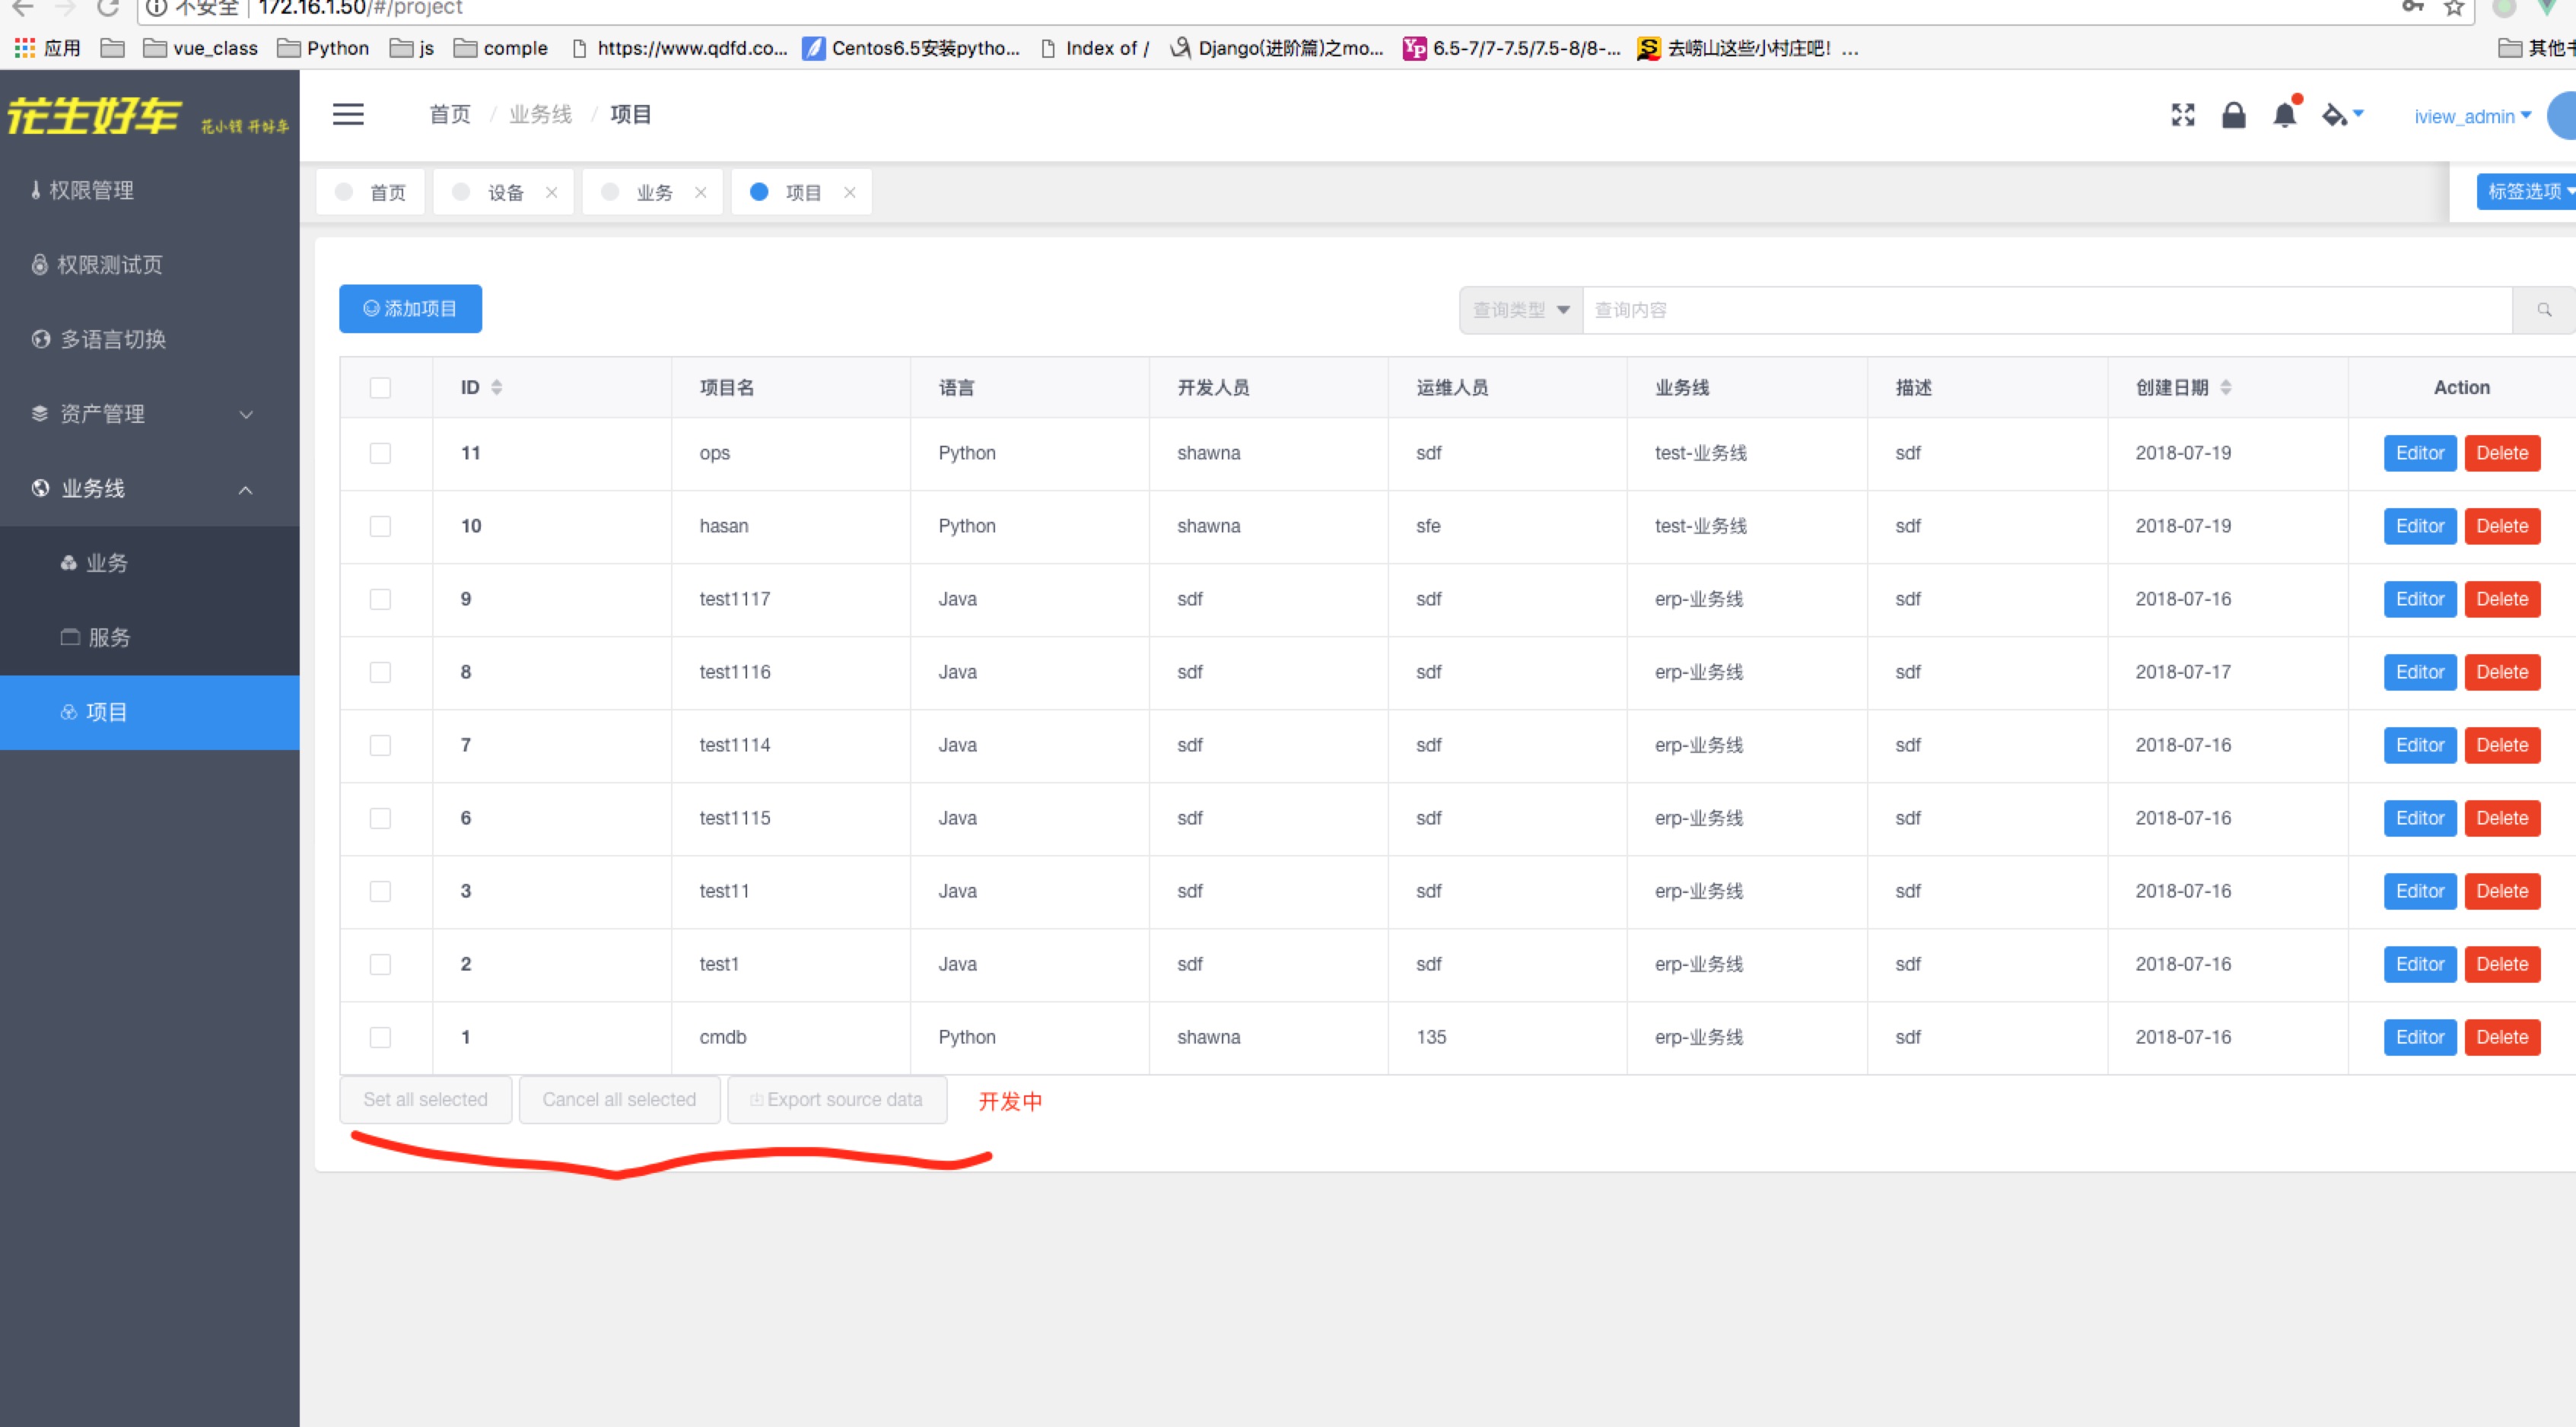 不安全 172.16.1.50/#/project
应用 vue_class Python js comple https://www.qdfd.co... Centos6.5安装pytho... Index of / Django(进阶篇)之mo... 6.5-7/7-7.5/7.5-8/8-... 去崂山这些小村庄吧! ...
花生好车 花小钱 开好车
首页 / 业务线 / 项目
iview_admin
首页 设备 业务 项目 标签选项
权限管理
权限测试页
多语言切换
资产管理
业务线
业务
服务
项目
添加项目 查询类型 查询内容
ID 项目名 语言 开发人员 运维人员 业务线 描述 创建日期 Action
11 ops Python shawna sdf test-业务线 sdf 2018-07-19 Editor Delete
10 hasan Python shawna sfe test-业务线 sdf 2018-07-19 Editor Delete
9 test1117 Java sdf sdf erp-业务线 sdf 2018-07-16 Editor Delete
8 test1116 Java sdf sdf erp-业务线 sdf 2018-07-17 Editor Delete
7 test1114 Java sdf sdf erp-业务线 sdf 2018-07-16 Editor Delete
6 test1115 Java sdf sdf erp-业务线 sdf 2018-07-16 Editor Delete
3 test11 Java sdf sdf erp-业务线 sdf 2018-07-16 Editor Delete
2 test1 Java sdf sdf erp-业务线 sdf 2018-07-16 Editor Delete
1 cmdb Python shawna 135 erp-业务线 sdf 2018-07-16 Editor Delete
Set all selected Cancel all selected Export source data 开发中